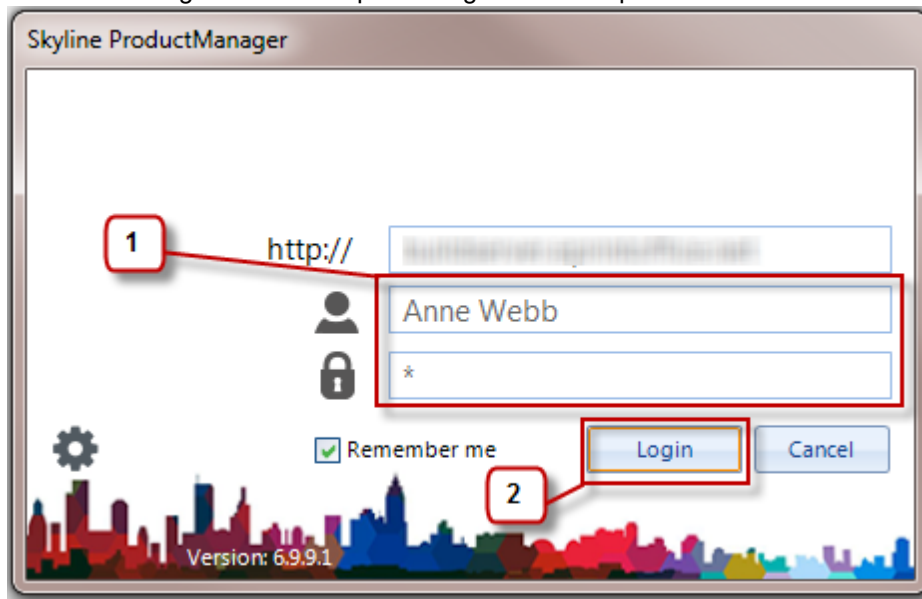 Skyline ProductManager
1
http://
Anne Webb
*
Remember me
Login
Cancel
2
Version: 6.9.9.1